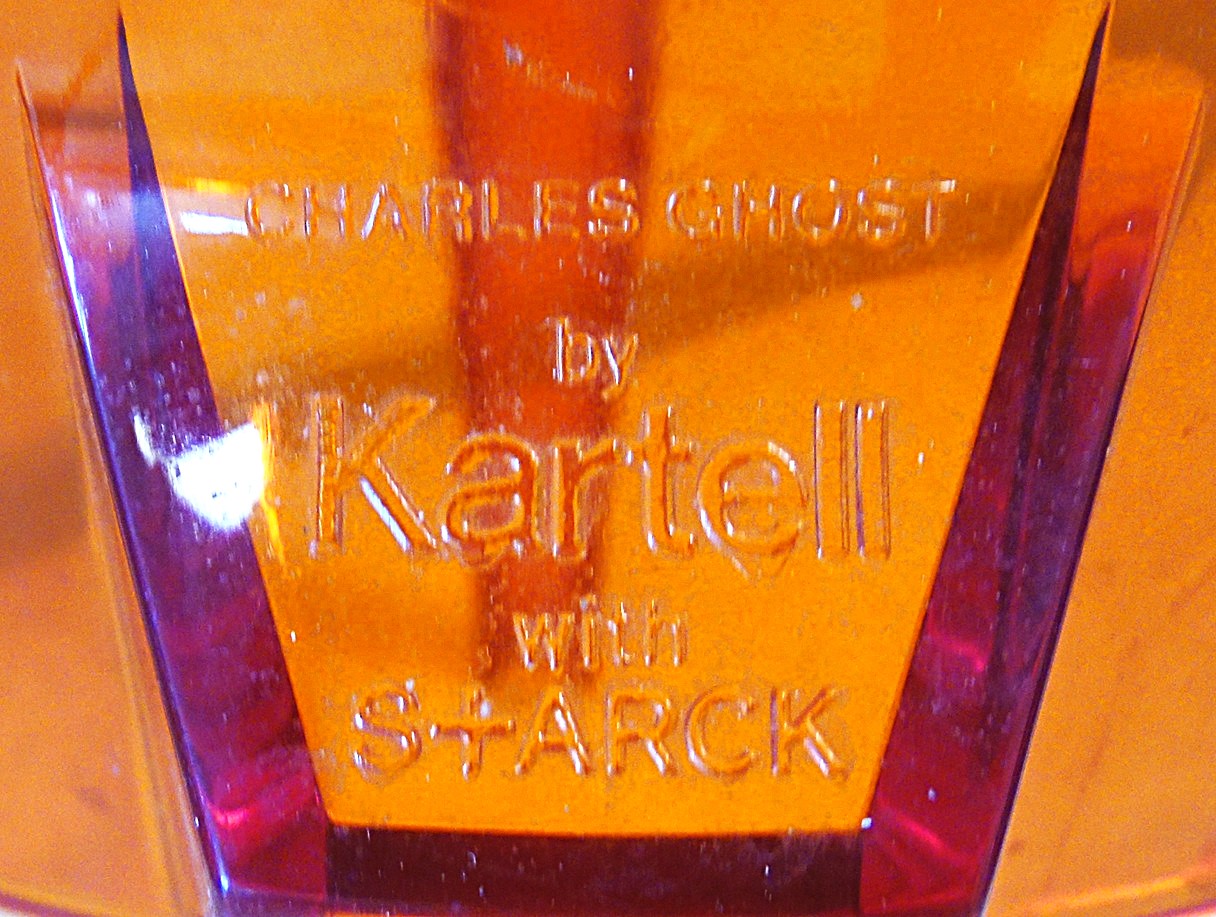 CHARLES GHOST
by
Kartell
with
S+ARCK